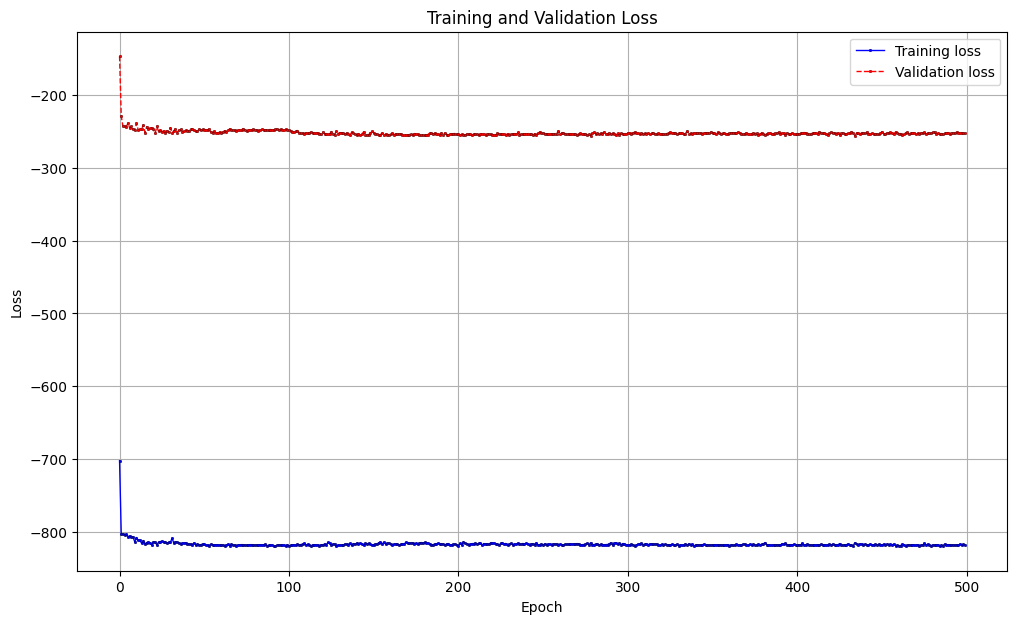 Training and Validation Loss
Training loss
Validation loss
Loss
−200
−300
−400
−500
−600
−700
−800
0
100
200
300
400
500
Epoch